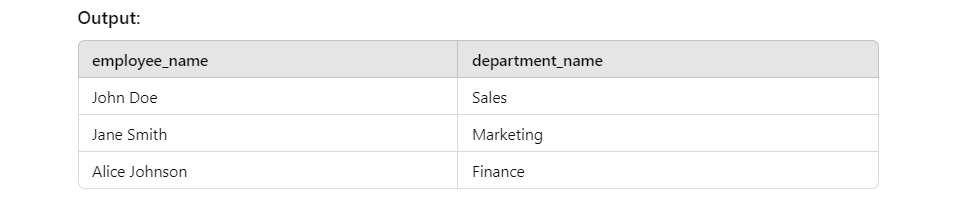 Output:
employee_name department_name
John Doe Sales
Jane Smith Marketing
Alice Johnson Finance